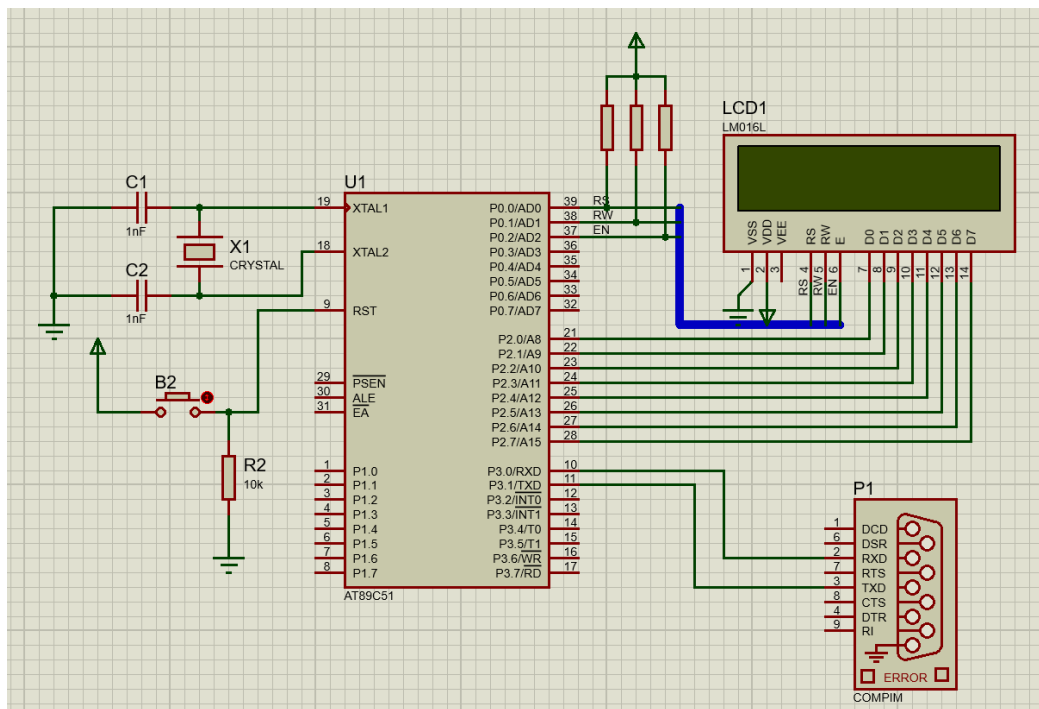 C1
1nF
X1
CRYSTAL
C2
1nF
B2
R2
10k
U1
19 XTAL1
18 XTAL2
9 RST
29 PSEN
30 ALE
31 EA
1 P1.0
2 P1.1
3 P1.2
4 P1.3
5 P1.4
6 P1.5
7 P1.6
8 P1.7
P0.0/AD0 39 RS
P0.1/AD1 38 RW
P0.2/AD2 37 EN
P0.3/AD3 36
P0.4/AD4 35
P0.5/AD5 34
P0.6/AD6 33
P0.7/AD7 32
P2.0/A8 21
P2.1/A9 22
P2.2/A10 23
P2.3/A11 24
P2.4/A12 25
P2.5/A13 26
P2.6/A14 27
P2.7/A15 28
P3.0/RXD 10
P3.1/TXD 11
P3.2/INT0 12
P3.3/INT1 13
P3.4/T0 14
P3.5/T1 15
P3.6/WR 16
P3.7/RD 17
AT89C51
LCD1
LM016L
VSS VDD VEE RS RW E D0 D1 D2 D3 D4 D5 D6 D7
1 2 3 4 5 6 7 8 9 10 11 12 13 14
RS RW EN
P1
1 DCD
6 DSR
2 RXD
7 RTS
3 TXD
8 CTS
4 DTR
9 RI
ERROR
COMPIM